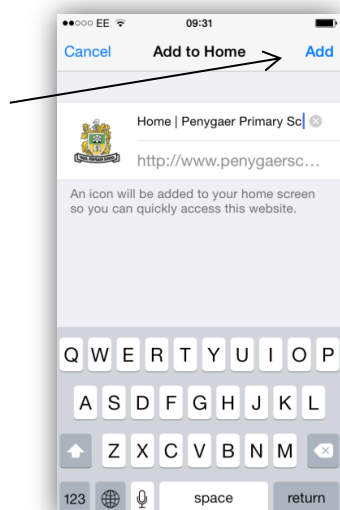 EE 09:31
Cancel Add to Home Add
Home | Penygaer Primary Sc
http://www.penygaersc...
An icon will be added to your home screen
so you can quickly access this website.
Q W E R T Y U I O P
A S D F G H J K L
Z X C V B N M
123 space return